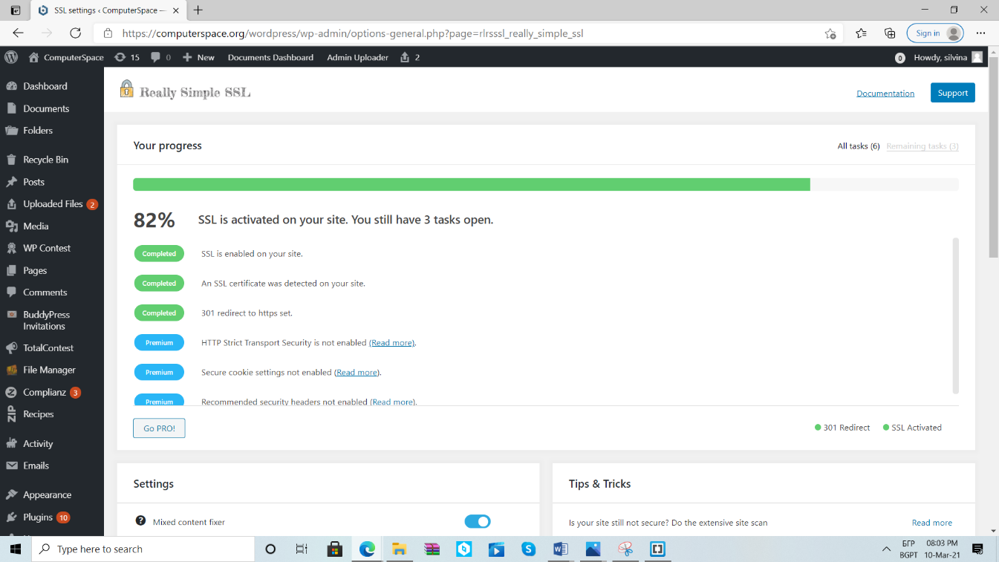 SSL settings ‹ ComputerSpace —
https://computerspace.org/wordpress/wp-admin/options-general.php?page=rlrsssl_really_simple_ssl
Sign in
ComputerSpace 15 0 New Documents Dashboard Admin Uploader 2
0 Howdy, silvina
Dashboard
Documents
Folders
Recycle Bin
Posts
Uploaded Files 2
Media
WP Contest
Pages
Comments
BuddyPress
Invitations
TotalContest
File Manager
Complianz 3
Recipes
Activity
Emails
Appearance
Plugins 10
Really Simple SSL
Documentation
Support
Your progress
All tasks (6) Remaining tasks (3)
82% SSL is activated on your site. You still have 3 tasks open.
Completed SSL is enabled on your site.
Completed An SSL certificate was detected on your site.
Completed 301 redirect to https set.
Premium HTTP Strict Transport Security is not enabled (Read more).
Premium Secure cookie settings not enabled (Read more).
Premium Recommended security headers not enabled (Read more).
Go PRO!
301 Redirect SSL Activated
Settings
Mixed content fixer
Tips & Tricks
Is your site still not secure? Do the extensive site scan Read more
Type here to search
БГР 08:03 PM
BGPT 10-Mar-21